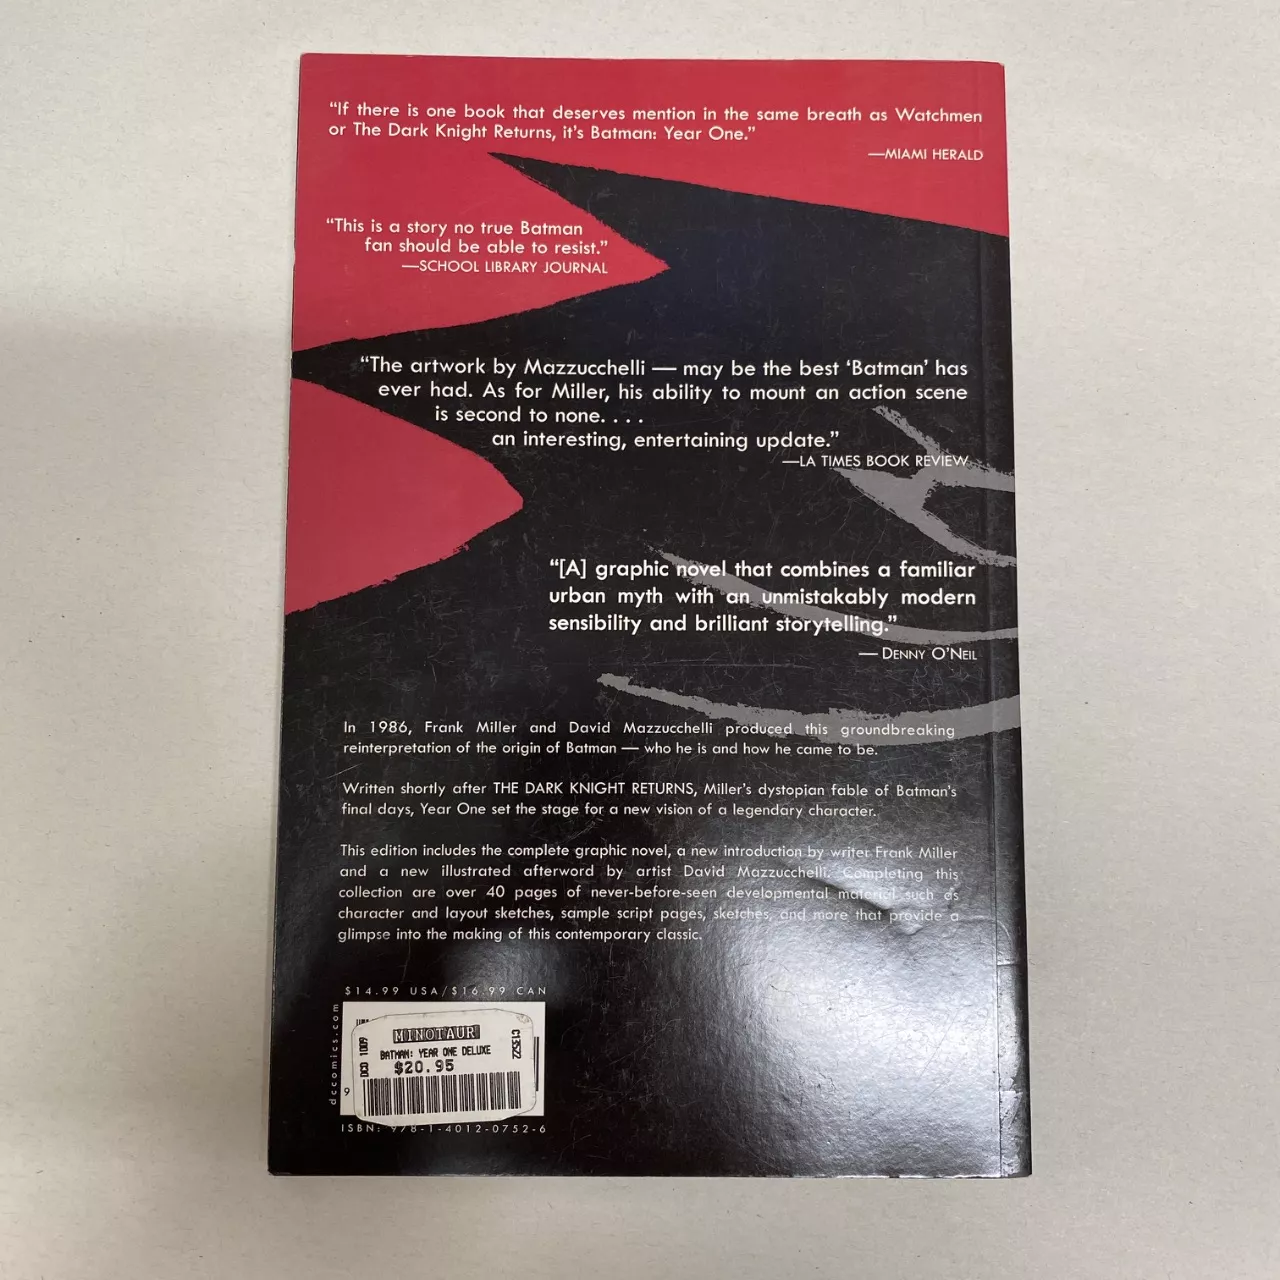 “If there is one book that deserves mention in the same breath as Watchmen
or The Dark Knight Returns, it's Batman: Year One.”
—MIAMI HERALD
“This is a story no true Batman
fan should be able to resist.”
—SCHOOL LIBRARY JOURNAL
“The artwork by Mazzucchelli — may be the best ‘Batman’ has
ever had. As for Miller, his ability to mount an action scene
is second to none. . . .
an interesting, entertaining update.”
—LA TIMES BOOK REVIEW
“[A] graphic novel that combines a familiar
urban myth with an unmistakably modern
sensibility and brilliant storytelling.”
— DENNY O'NEIL
In 1986, Frank Miller and David Mazzucchelli produced this groundbreaking
reinterpretation of the origin of Batman — who he is and how he came to be.
Written shortly after THE DARK KNIGHT RETURNS, Miller's dystopian fable of Batman's
final days, Year One set the stage for a new vision of a legendary character.
This edition includes the complete graphic novel, a new introduction by writer Frank Miller
and a new illustrated afterword by artist David Mazzucchelli. Completing this
collection are over 40 pages of never-before-seen developmental material such as
character and layout sketches, sample script pages, sketches, and more that provide a
glimpse into the making of this contemporary classic.
$14.99 USA/$16.99 CAN
dccomics.com
MINOTAUR
BATMAN: YEAR ONE DELUXE
$20.95
DCD 1009
9
ISBN: 978-1-4012-0752-6